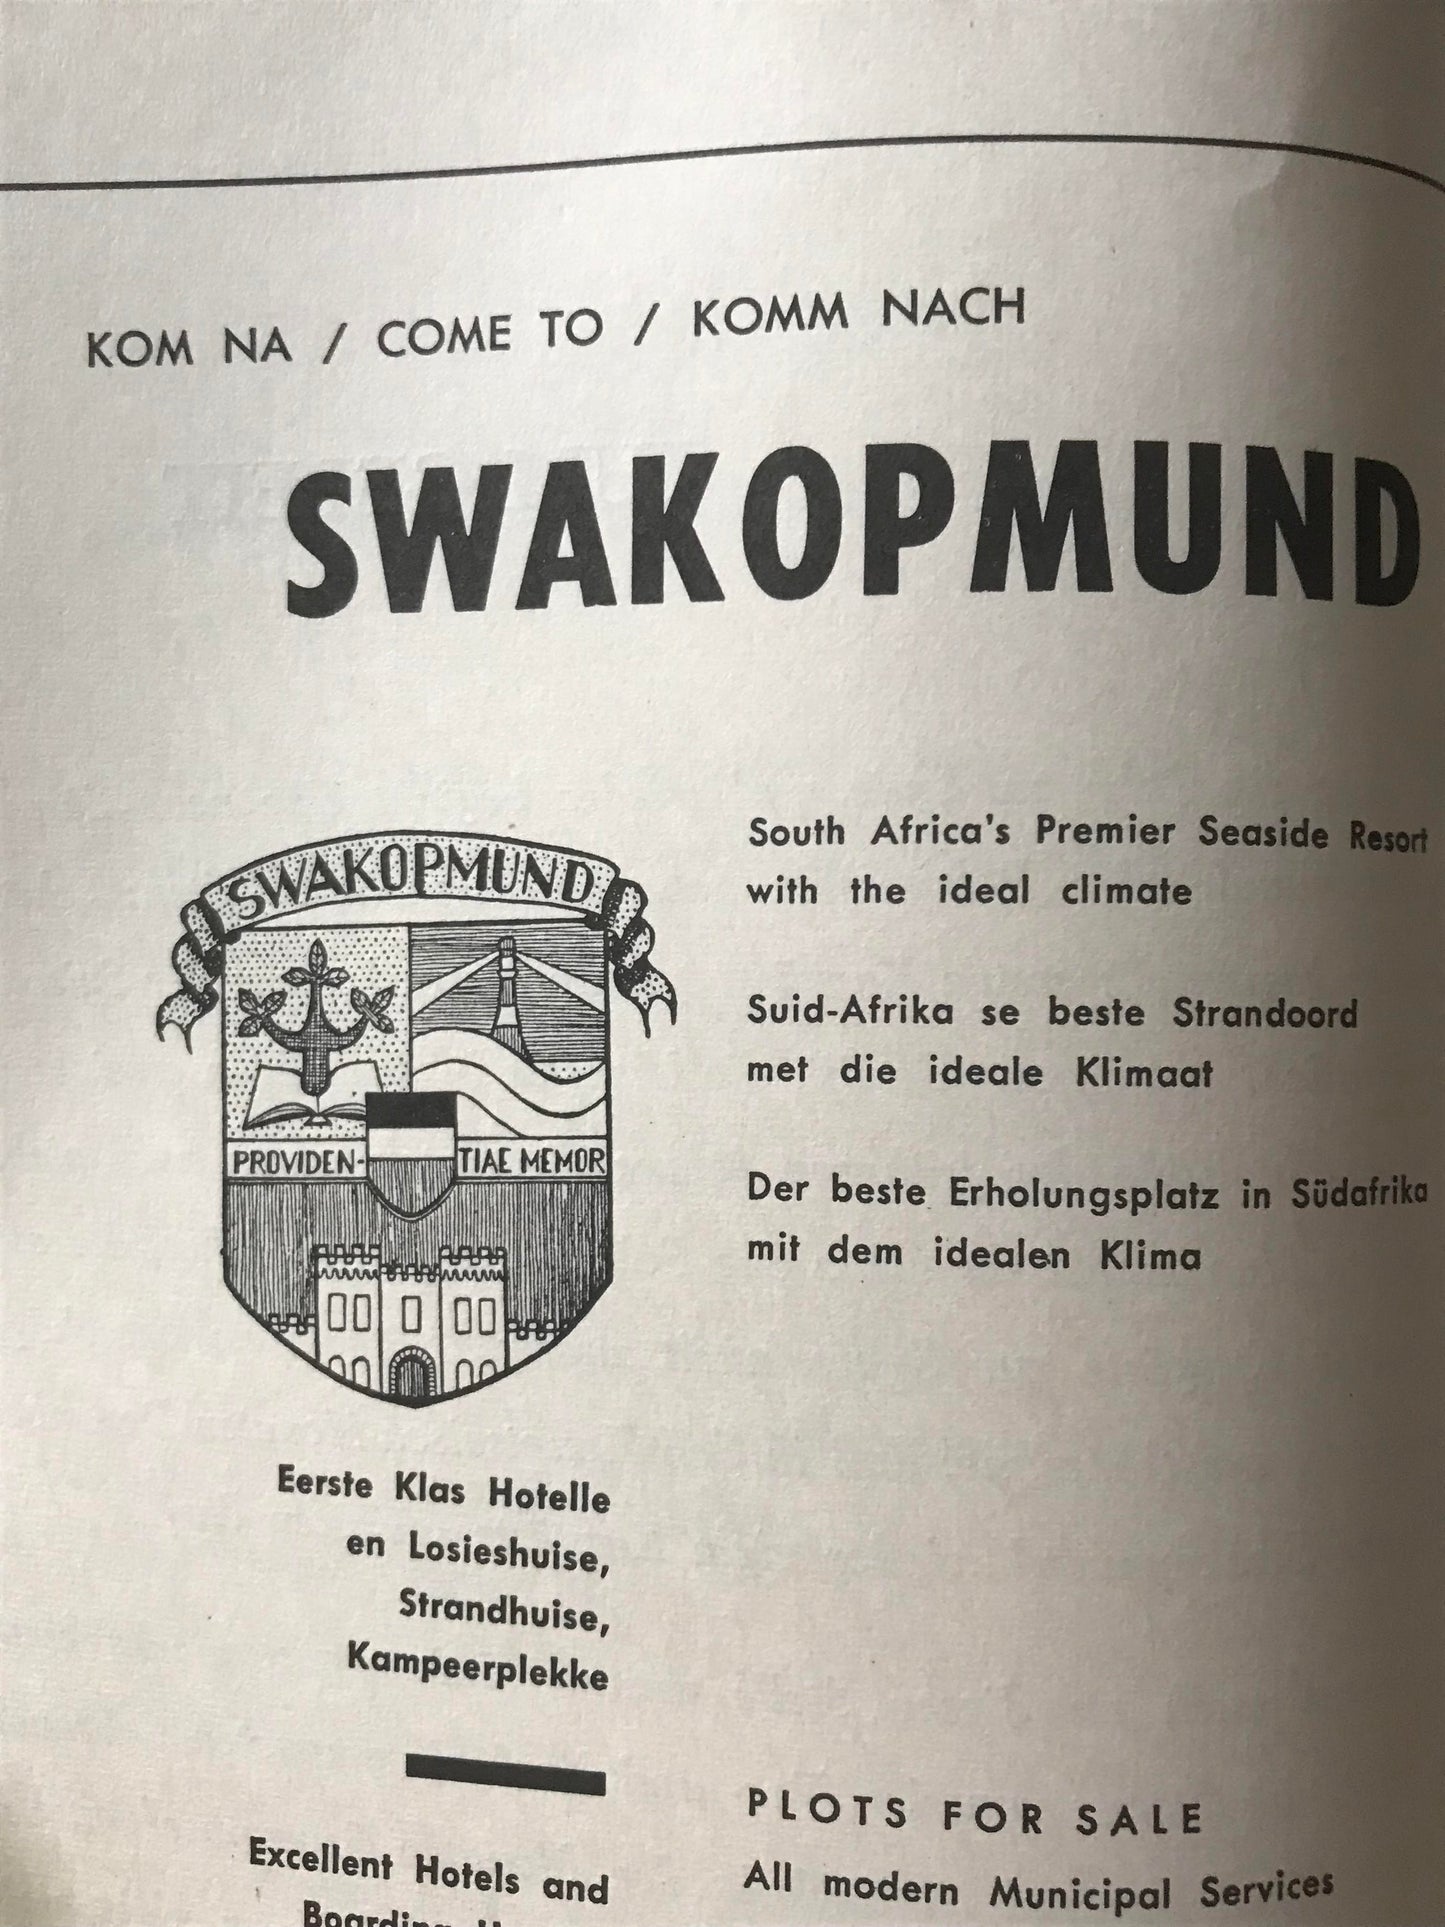 KOM NA / COME TO / KOMM NACH
SWAKOPMUND
SWAKOPMUND
PROVIDEN-TIAE MEMOR
South Africa's Premier Seaside Resort
with the ideal climate
Suid-Afrika se beste Strandoord
met die ideale Klimaat
Der beste Erholungsplatz in Südafrika
mit dem idealen Klima
Eerste Klas Hotelle
en Losieshuise,
Strandhuise,
Kampeerplekke
Excellent Hotels and
PLOTS FOR SALE
All modern Municipal Services